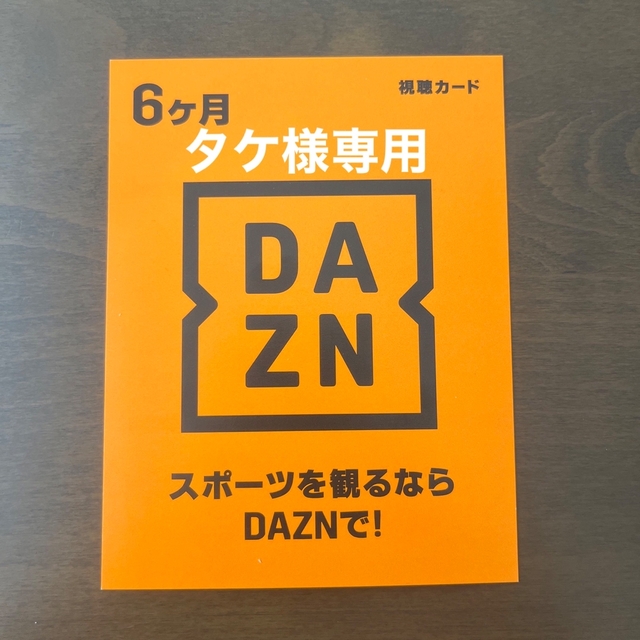 6ヶ月
視聴カード
タケ様専用
DA
ZN
スポーツを観るなら
DAZNで!